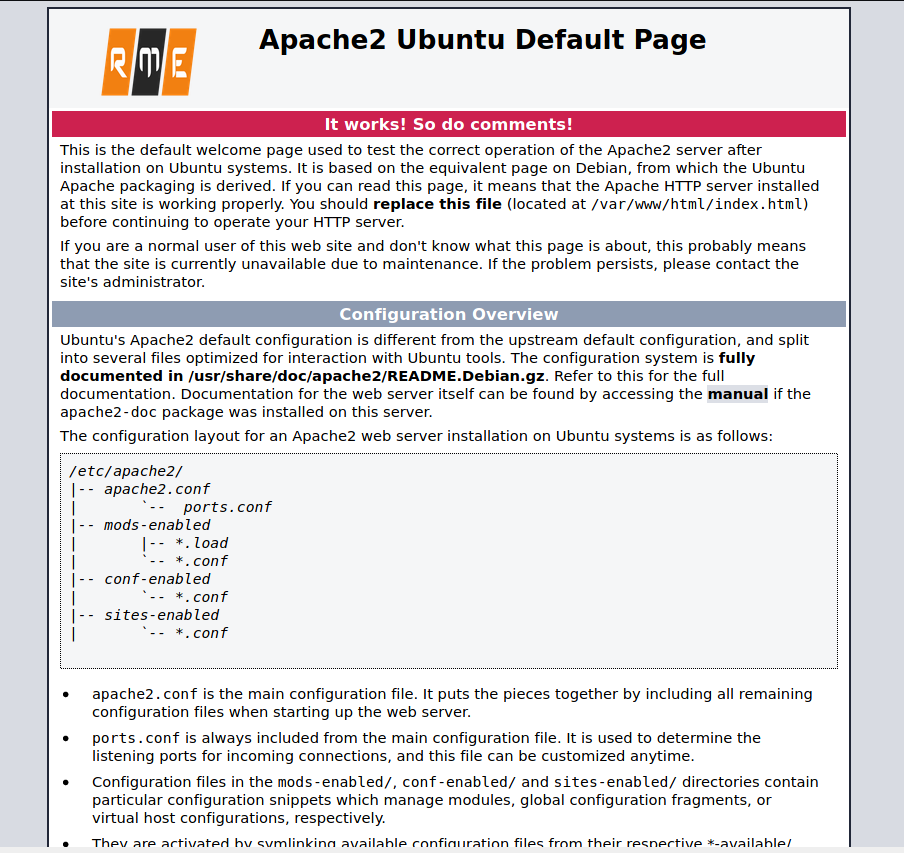 RME
Apache2 Ubuntu Default Page
It works! So do comments!
This is the default welcome page used to test the correct operation of the Apache2 server after
installation on Ubuntu systems. It is based on the equivalent page on Debian, from which the Ubuntu
Apache packaging is derived. If you can read this page, it means that the Apache HTTP server installed
at this site is working properly. You should replace this file (located at /var/www/html/index.html)
before continuing to operate your HTTP server.
If you are a normal user of this web site and don't know what this page is about, this probably means
that the site is currently unavailable due to maintenance. If the problem persists, please contact the
site's administrator.
Configuration Overview
Ubuntu's Apache2 default configuration is different from the upstream default configuration, and split
into several files optimized for interaction with Ubuntu tools. The configuration system is fully
documented in /usr/share/doc/apache2/README.Debian.gz. Refer to this for the full
documentation. Documentation for the web server itself can be found by accessing the manual if the
apache2-doc package was installed on this server.
The configuration layout for an Apache2 web server installation on Ubuntu systems is as follows:
/etc/apache2/
|-- apache2.conf
|       `--  ports.conf
|-- mods-enabled
|       |-- *.load
|       `-- *.conf
|-- conf-enabled
|       `-- *.conf
|-- sites-enabled
|       `-- *.conf
• apache2.conf is the main configuration file. It puts the pieces together by including all remaining
configuration files when starting up the web server.
• ports.conf is always included from the main configuration file. It is used to determine the
listening ports for incoming connections, and this file can be customized anytime.
• Configuration files in the mods-enabled/, conf-enabled/ and sites-enabled/ directories contain
particular configuration snippets which manage modules, global configuration fragments, or
virtual host configurations, respectively.
• They are activated by symlinking available configuration files from their respective *-available/